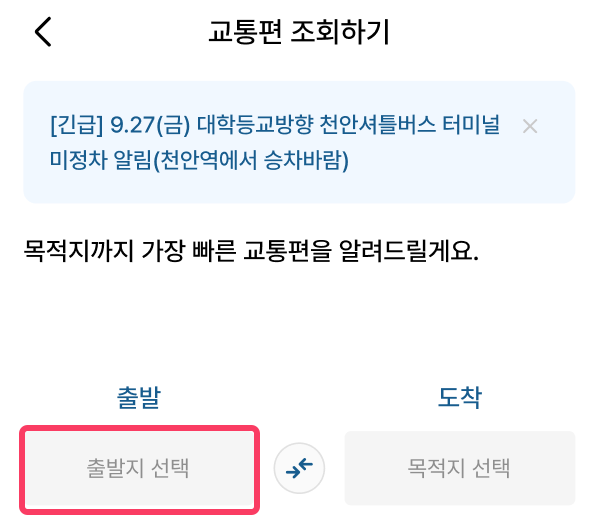 교통편 조회하기
[긴급] 9.27(금) 대학등교방향 천안셔틀버스 터미널
미정차 알림(천안역에서 승차바람)
목적지까지 가장 빠른 교통편을 알려드릴게요.
출발
도착
출발지 선택
목적지 선택